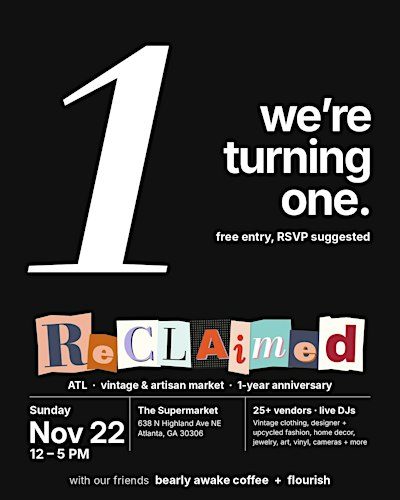 1
we're
turning
one.
free entry, RSVP suggested
ReCLAimed
ATL · vintage & artisan market · 1-year anniversary
Sunday
Nov 22
12 – 5 PM
The Supermarket
638 N Highland Ave NE
Atlanta, GA 30306
25+ vendors · live DJs
Vintage clothing, designer +
upcycled fashion, home decor,
jewelry, art, vinyl, cameras + more
with our friends bearly awake coffee + flourish